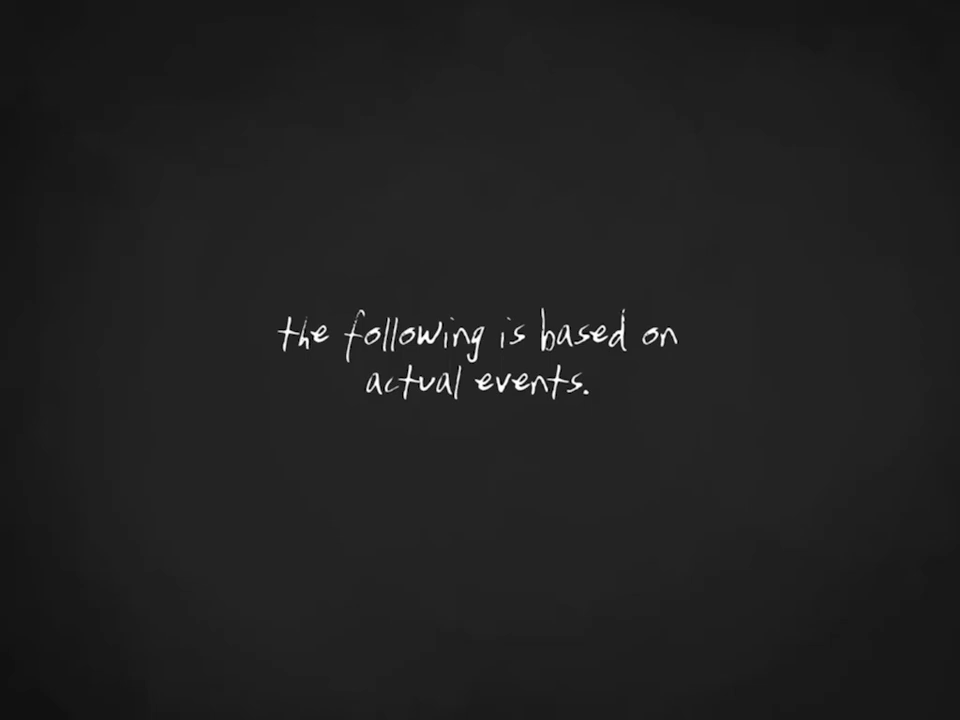 the following is based on
actual events.